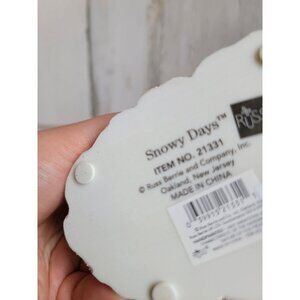 Snowy Days™
RUSS
ITEM NO. 21331
© Russ Berrie and Company, Inc.
Oakland, New Jersey
MADE IN CHINA